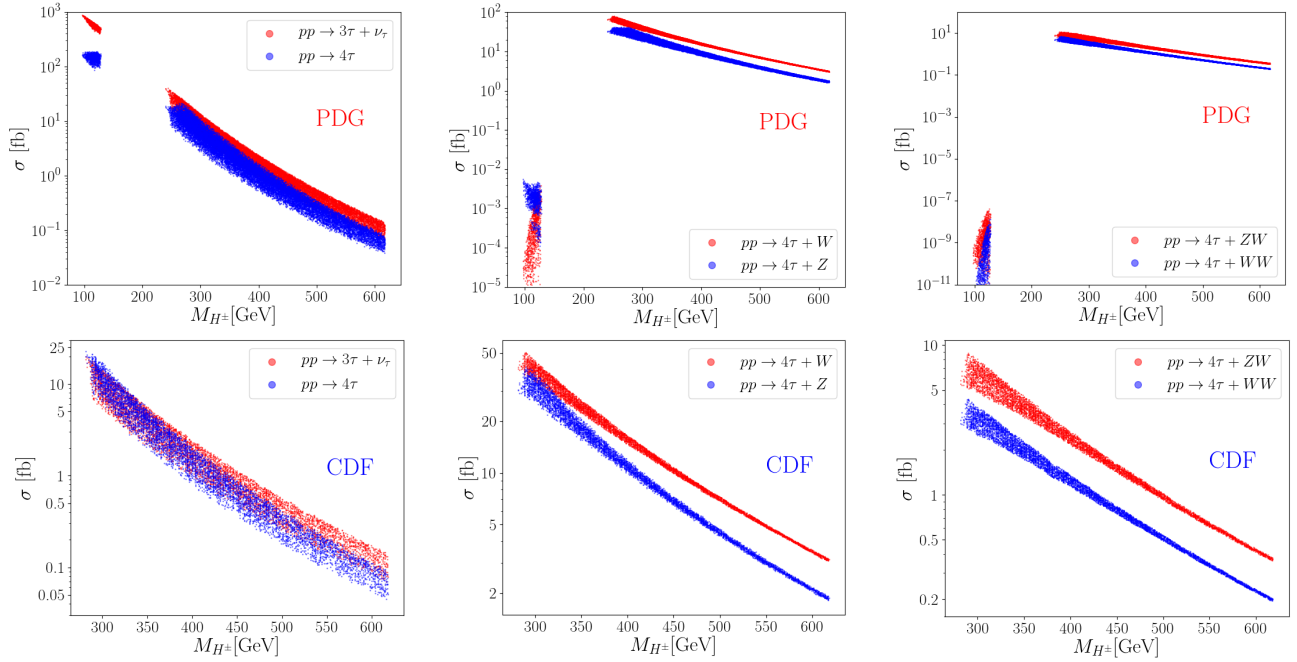 10³
10²
10¹
10⁰
10⁻¹
10⁻²
σ [fb]
pp → 3τ + ν_τ
pp → 4τ
PDG
100 200 300 400 500 600
M_{H^±}[GeV]
10²
10¹
10⁰
10⁻¹
10⁻²
10⁻³
10⁻⁴
10⁻⁵
σ [fb]
PDG
pp → 4τ + W
pp → 4τ + Z
100 200 300 400 500 600
M_{H^±}[GeV]
10¹
10⁻¹
10⁻³
10⁻⁵
10⁻⁷
10⁻⁹
10⁻¹¹
σ [fb]
PDG
pp → 4τ + ZW
pp → 4τ + WW
100 200 300 400 500 600
M_{H^±}[GeV]
25
10
5
1
0.5
0.1
0.05
σ [fb]
pp → 3τ + ν_τ
pp → 4τ
CDF
300 350 400 450 500 550 600
M_{H^±}[GeV]
50
20
10
5
2
σ [fb]
pp → 4τ + W
pp → 4τ + Z
CDF
300 350 400 450 500 550 600
M_{H^±}[GeV]
10
5
1
0.5
0.2
σ [fb]
pp → 4τ + ZW
pp → 4τ + WW
CDF
300 350 400 450 500 550 600
M_{H^±}[GeV]